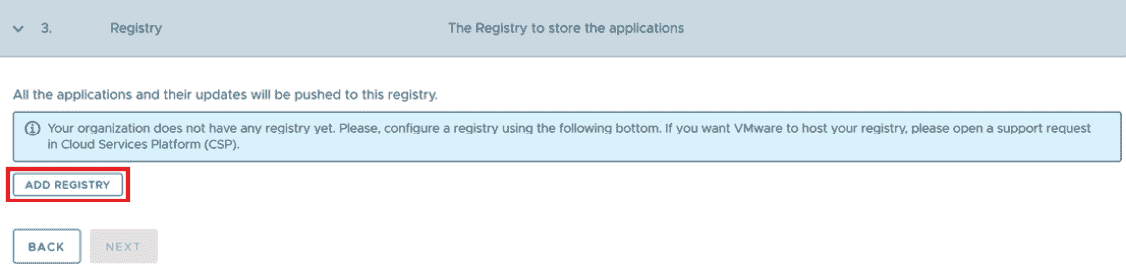 3. Registry The Registry to store the applications
All the applications and their updates will be pushed to this registry.
Your organization does not have any registry yet. Please, configure a registry using the following bottom. If you want VMware to host your registry, please open a support request
in Cloud Services Platform (CSP).
ADD REGISTRY
BACK NEXT